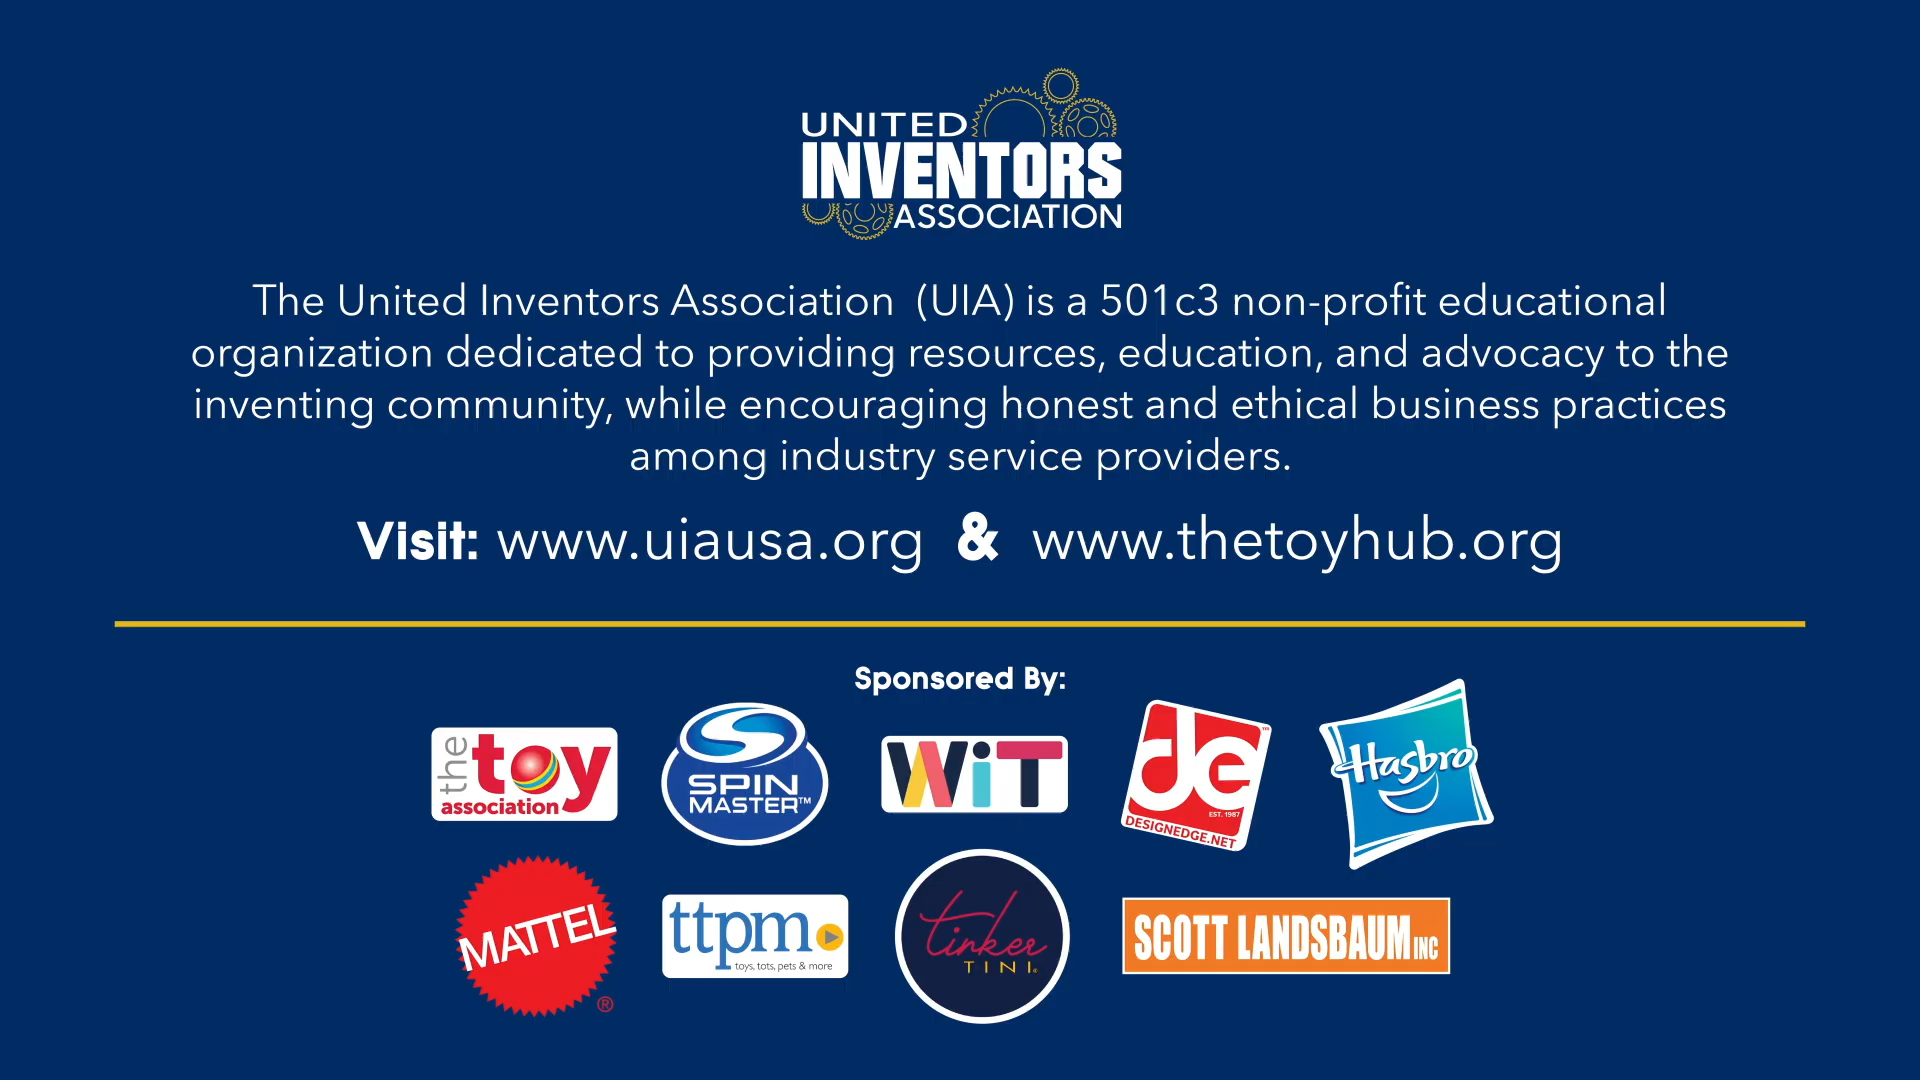 UNITED
INVENTORS
ASSOCIATION
The United Inventors Association (UIA) is a 501c3 non-profit educational
organization dedicated to providing resources, education, and advocacy to the
inventing community, while encouraging honest and ethical business practices
among industry service providers.
Visit: www.uiausa.org & www.thetoyhub.org
Sponsored By:
the toy
association
SPIN
MASTER™
WiT
de™
EST. 1987
DESIGNEDGE.NET
Hasbro
MATTEL
®
ttpm
toys, tots, pets & more
tinker
TINI®
SCOTT LANDSBAUM INC